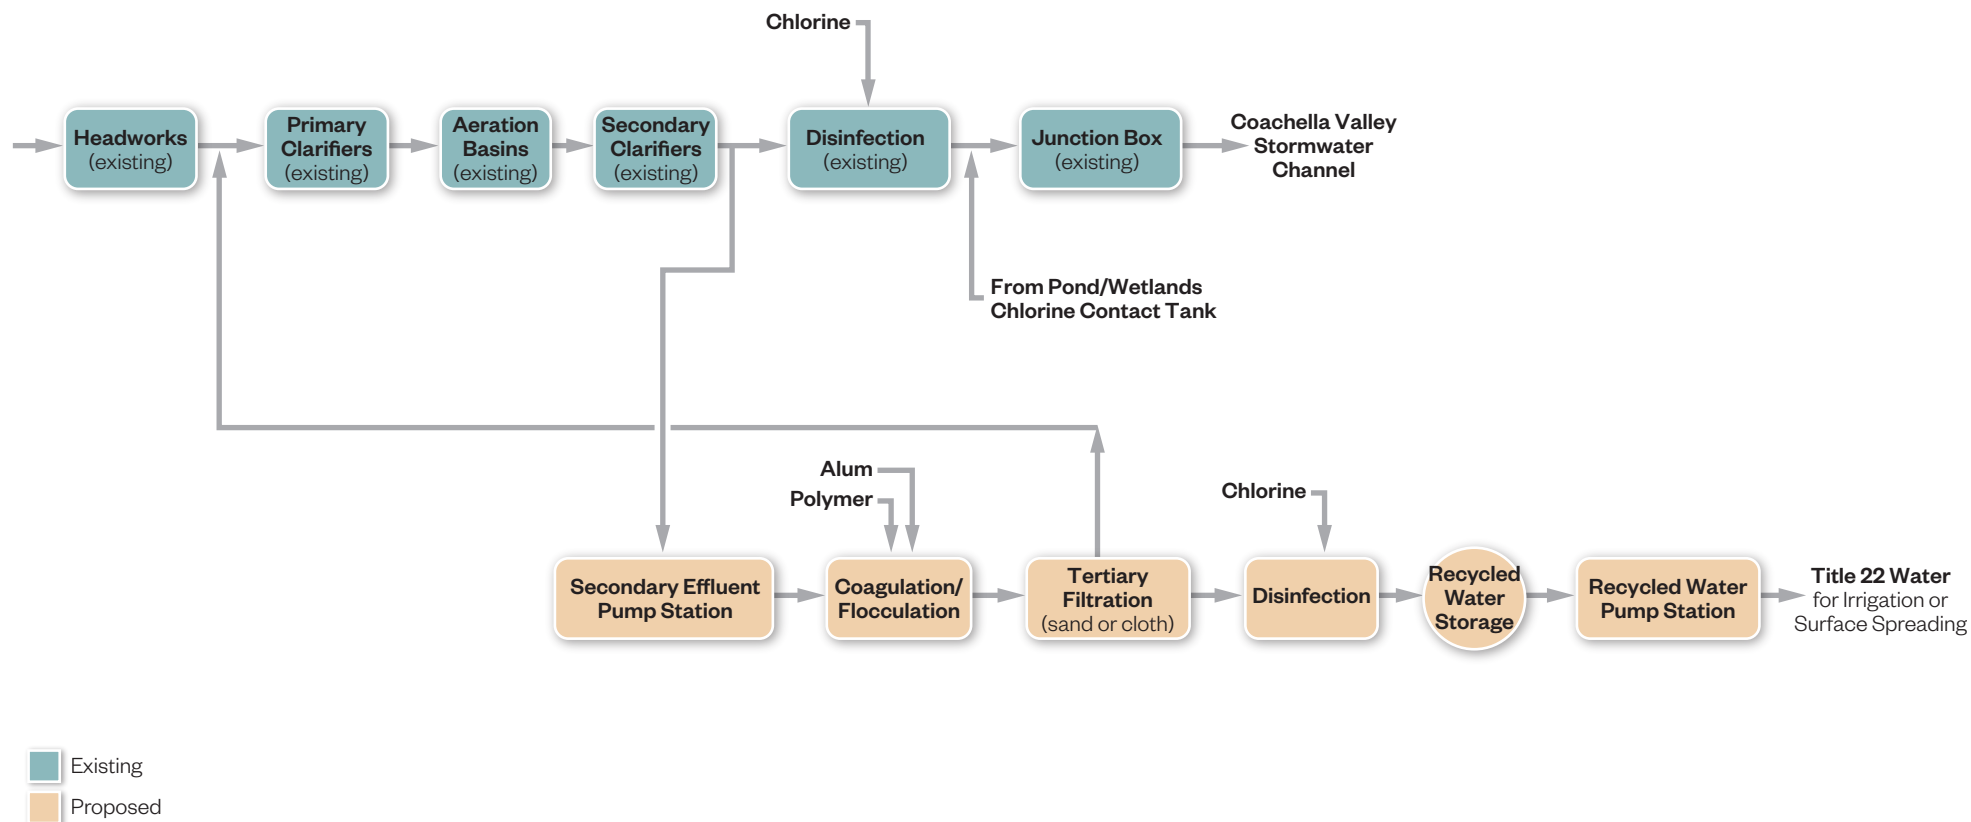 Chlorine
Headworks
(existing)
Primary
Clarifiers
(existing)
Aeration
Basins
(existing)
Secondary
Clarifiers
(existing)
Disinfection
(existing)
Junction Box
(existing)
Coachella Valley
Stormwater
Channel
From Pond/Wetlands
Chlorine Contact Tank
Alum
Polymer
Chlorine
Secondary Effluent
Pump Station
Coagulation/
Flocculation
Tertiary
Filtration
(sand or cloth)
Disinfection
Recycled
Water
Storage
Recycled Water
Pump Station
Title 22 Water
for Irrigation or
Surface Spreading
Existing
Proposed